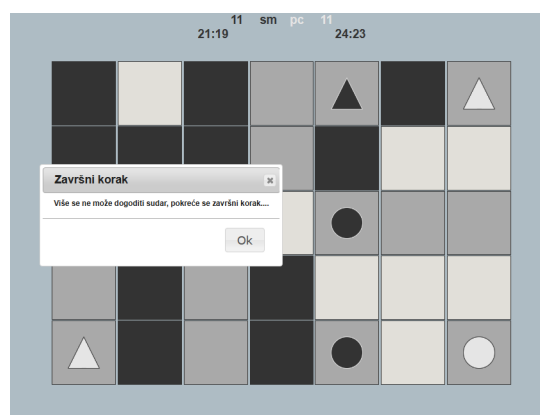 11 sm pc 11
21:19 24:23
Završni korak
Više se ne može dogoditi sudar, pokreće se završni korak....
Ok